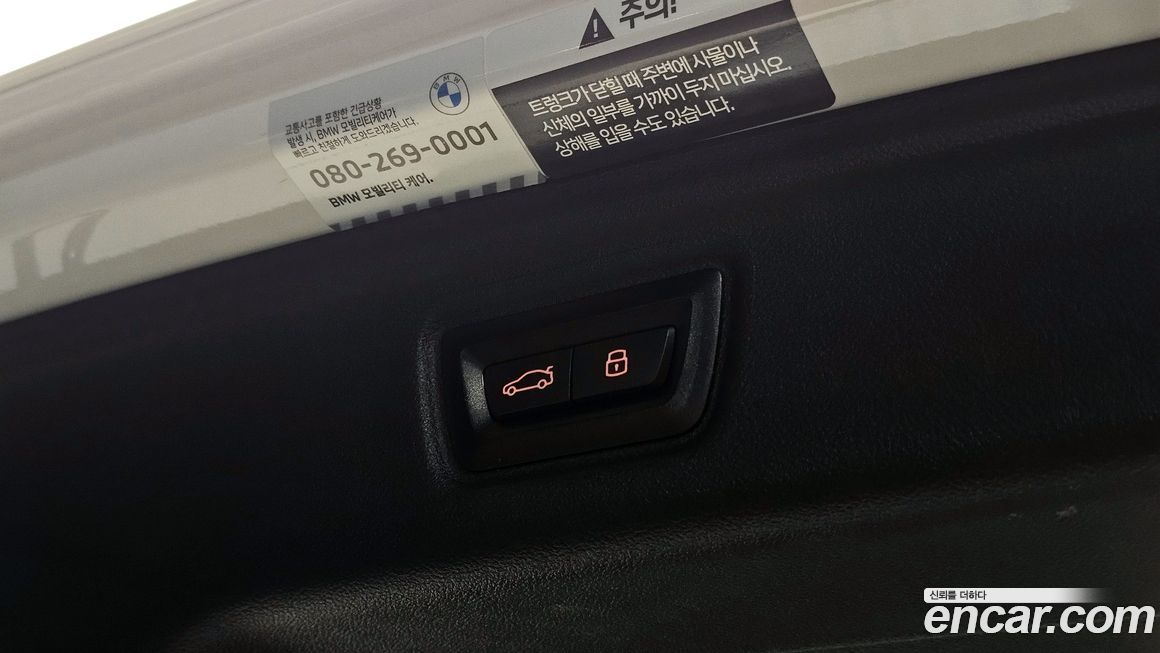 주의!
트렁크가 닫힐 때 주변에 사물이나
신체의 일부를 가까이 두지 마십시오.
상해를 입을 수도 있습니다.
BMW
교통사고를 포함한 긴급상황
발생 시, BMW 모빌리티케어가
빠르고 친절하게 도와드리겠습니다.
080-269-0001
BMW 모빌리티 케어.
신뢰를 더하다
encar.com